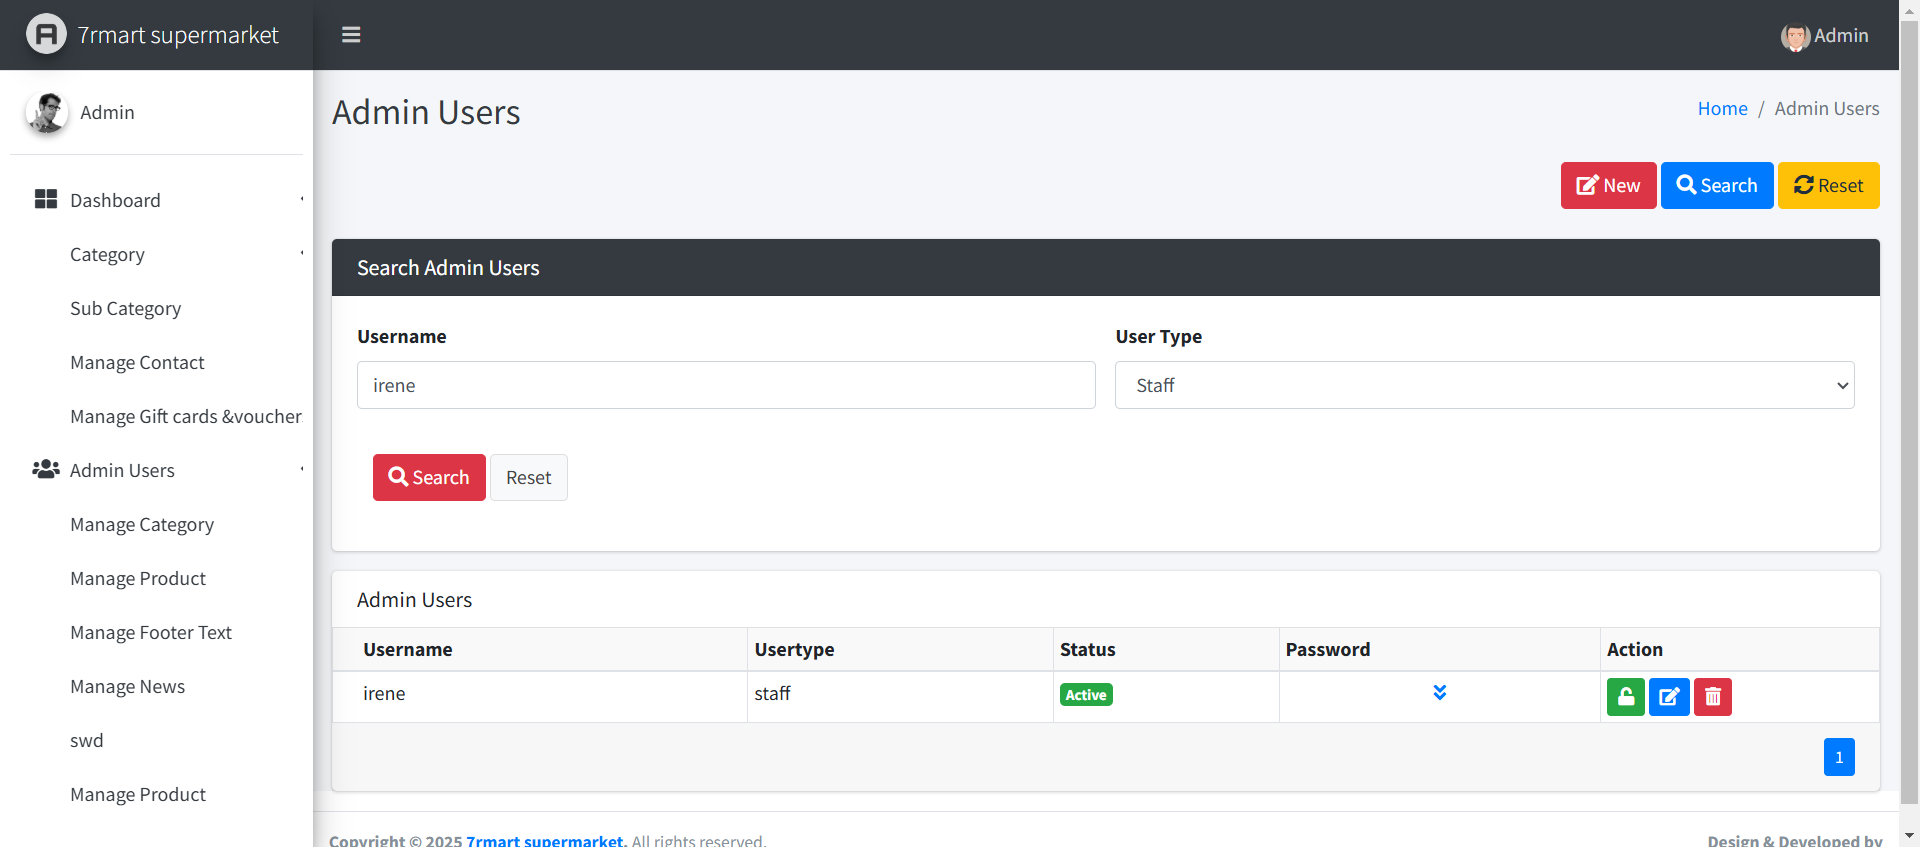 7rmart supermarket
Admin
Admin
Dashboard
Category
Sub Category
Manage Contact
Manage Gift cards &voucher
Admin Users
Manage Category
Manage Product
Manage Footer Text
Manage News
swd
Manage Product
Admin Users
Home / Admin Users
New Search Reset
Search Admin Users
Username User Type
irene Staff
Search Reset
Admin Users
Username Usertype Status Password Action
irene staff Active
1
Copyright © 2025 7rmart supermarket. All rights reserved.
Design & Developed by